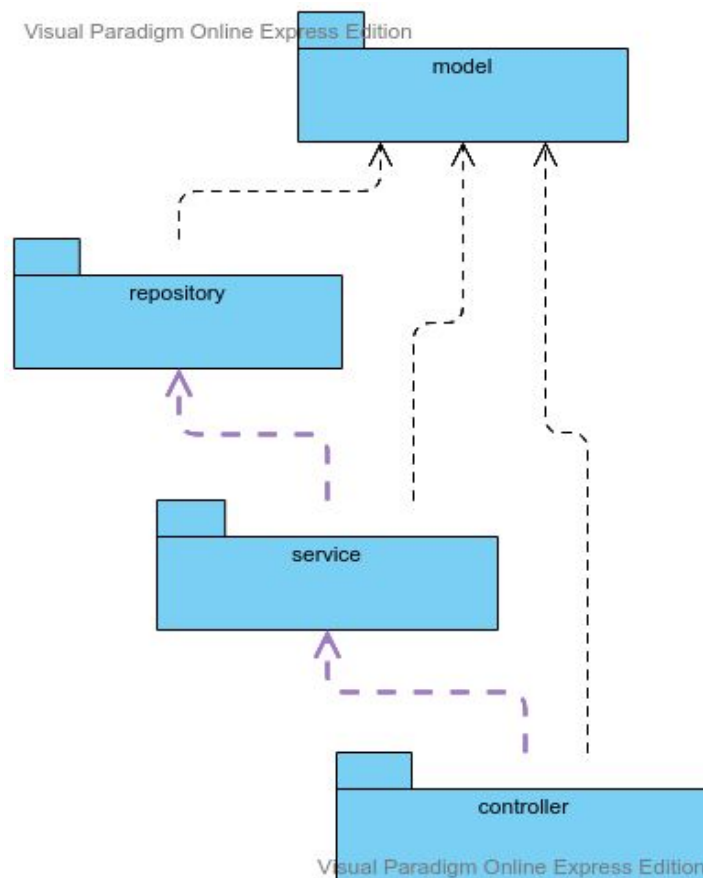 Visual Paradigm Online Express Edition
model
repository
service
controller
Visual Paradigm Online Express Edition